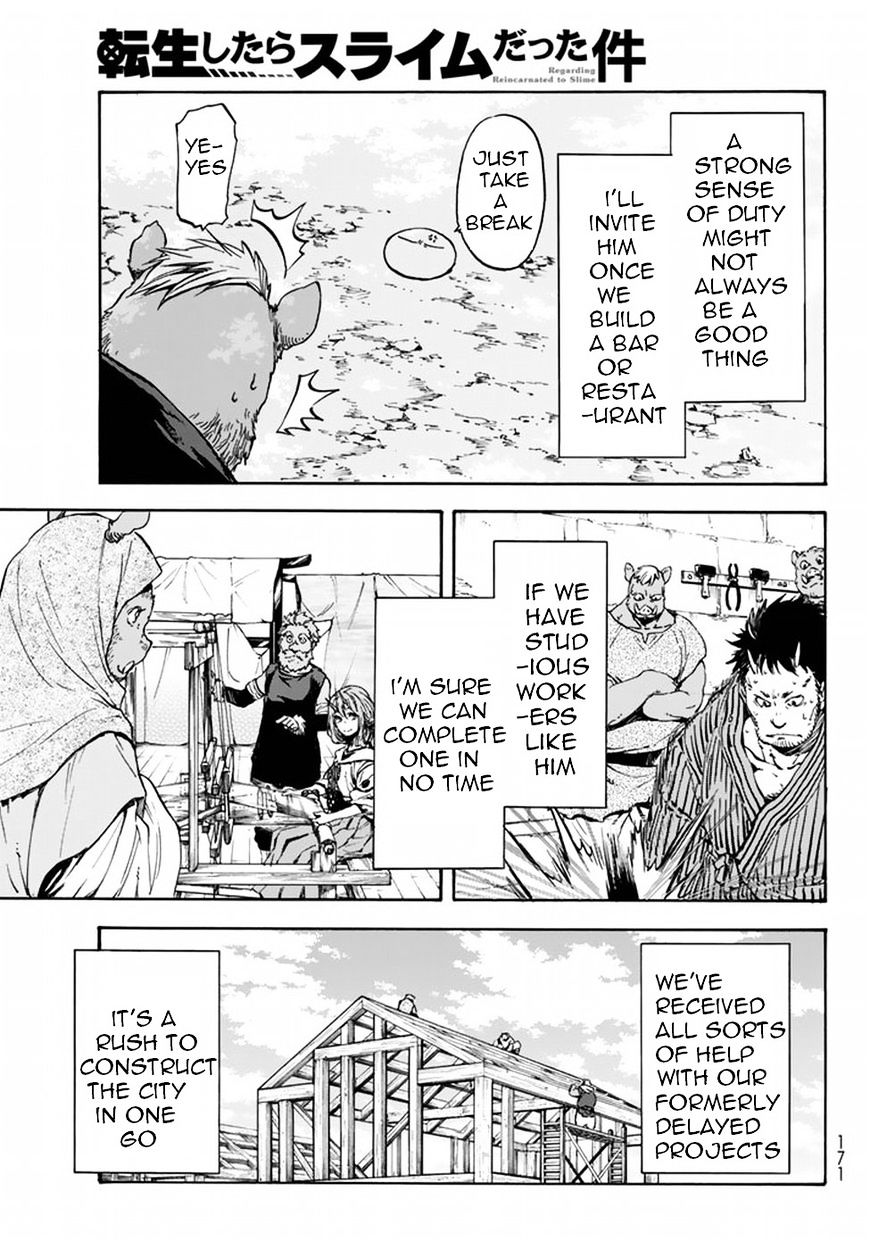 転生したらスライムだった件
Regarding
Reincarnated to Slime
A
STRONG
SENSE
OF DUTY
MIGHT
NOT
ALWAYS
BE A
GOOD
THING
I'LL
INVITE
HIM
ONCE
WE
BUILD
A BAR
OR
RESTA
-URANT
JUST
TAKE
A
BREAK
YE-
YES
IF WE
HAVE
STUD
-IOUS
WORK
-ERS
LIKE
HIM
I'M SURE
WE CAN
COMPLETE
ONE IN
NO TIME
WE'VE
RECEIVED
ALL SORTS
OF HELP
WITH OUR
FORMERLY
DELAYED
PROJECTS
IT'S A
RUSH TO
CONSTRUCT
THE CITY
IN ONE
GO
171